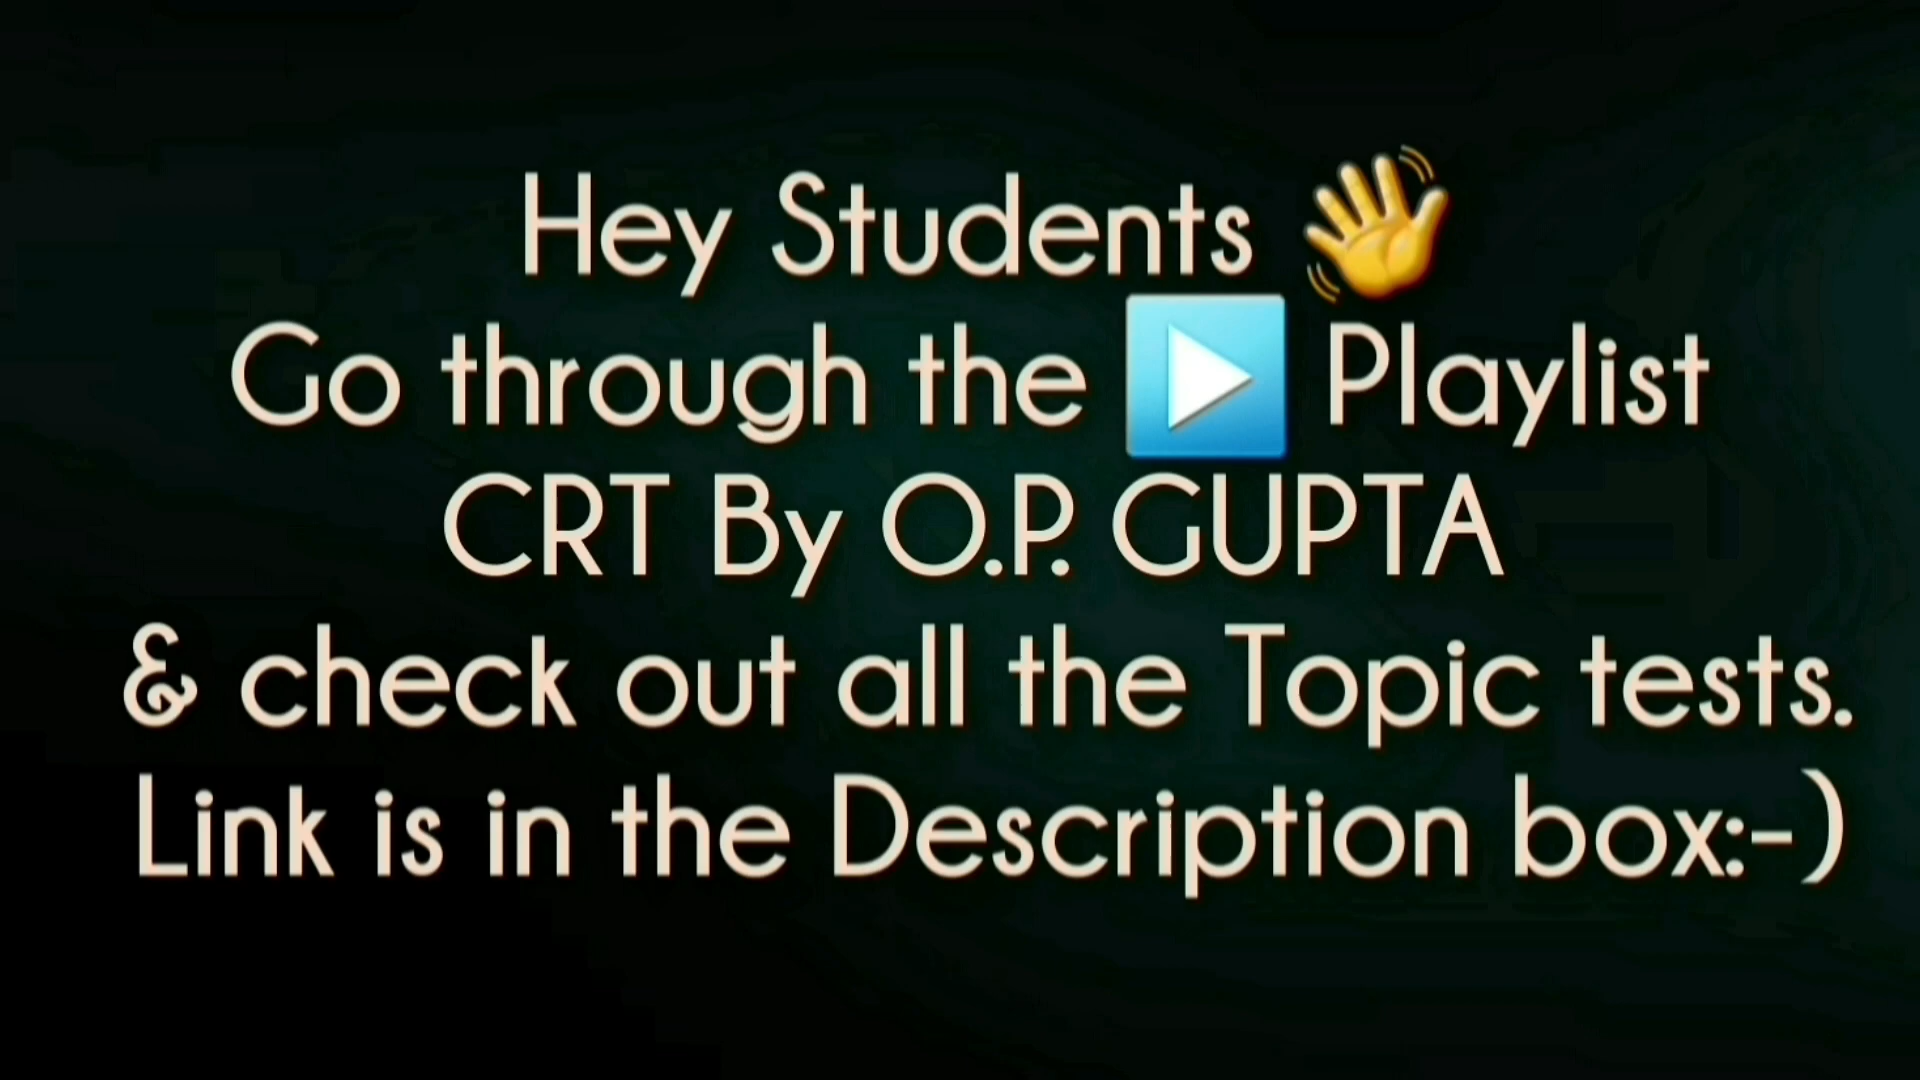 Hey Students 👋
Go through the ▶️ Playlist
CRT By O.P. GUPTA
& check out all the Topic tests.
Link is in the Description box:-)